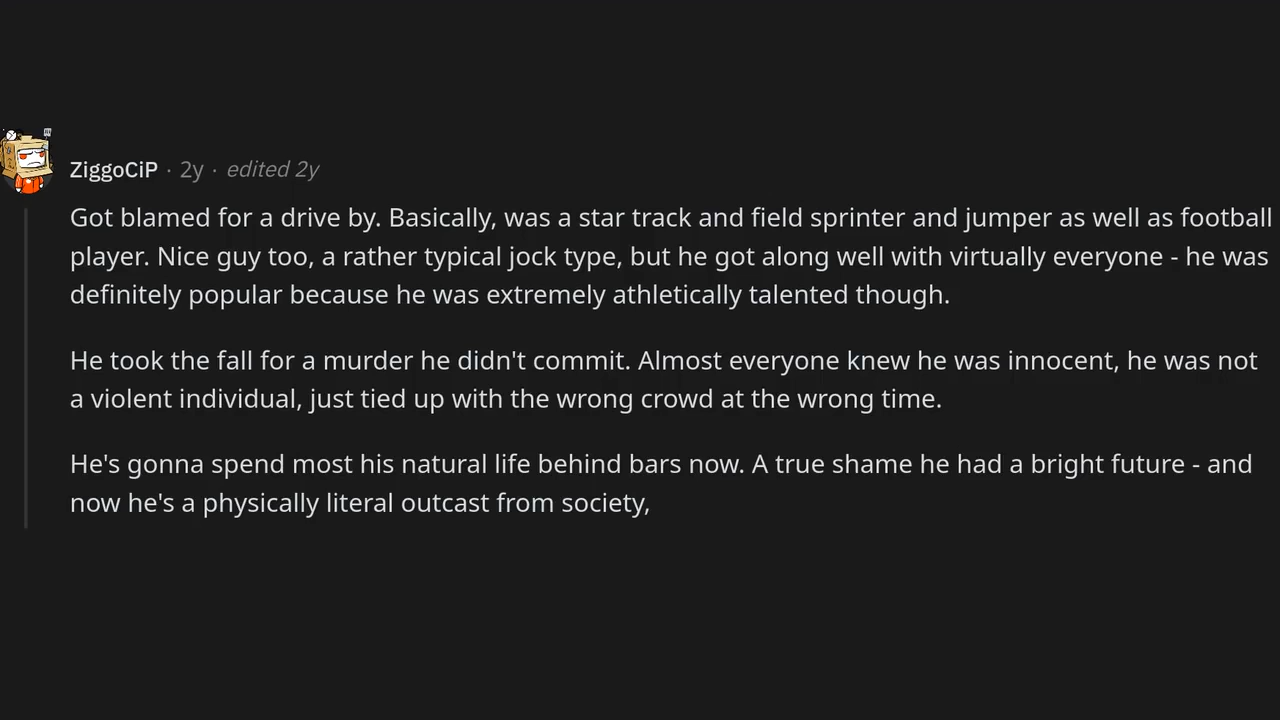 ZiggoCiP · 2y · edited 2y
Got blamed for a drive by. Basically, was a star track and field sprinter and jumper as well as football
player. Nice guy too, a rather typical jock type, but he got along well with virtually everyone - he was
definitely popular because he was extremely athletically talented though.
He took the fall for a murder he didn't commit. Almost everyone knew he was innocent, he was not
a violent individual, just tied up with the wrong crowd at the wrong time.
He's gonna spend most his natural life behind bars now. A true shame he had a bright future - and
now he's a physically literal outcast from society,